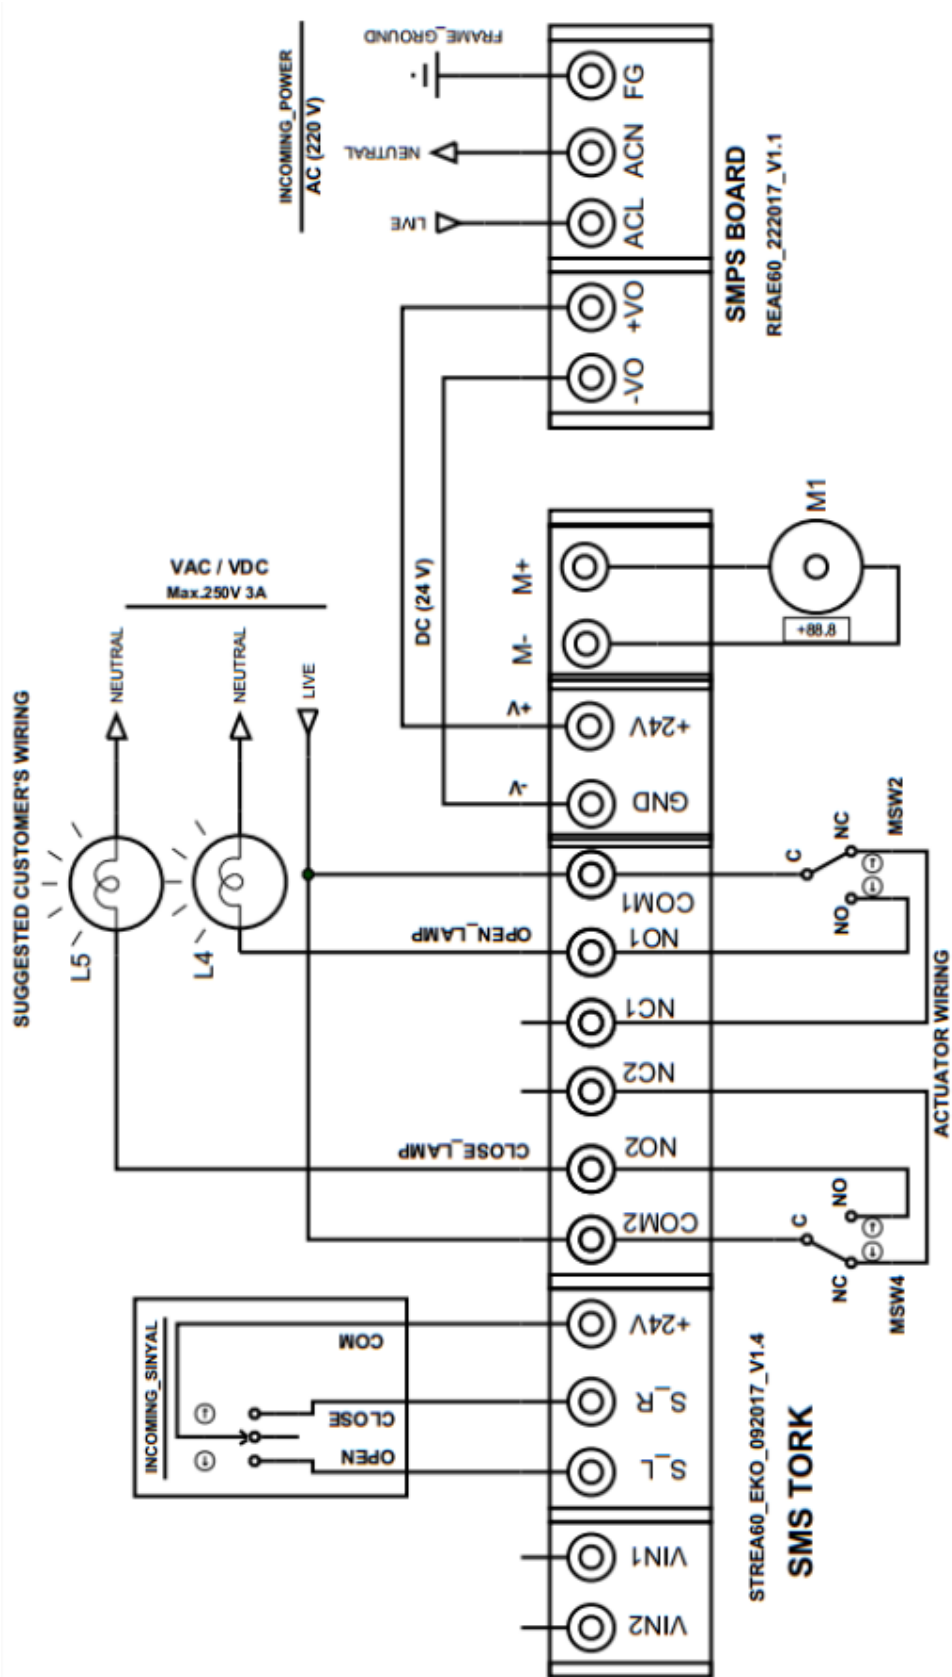 FRAME_GROUND
INCOMING_POWER
AC (220 V)
NEUTRAL
LIVE
FG
ACN
ACL
+VO
-VO
SMPS BOARD
REAE60_222017_V1.1
VAC / VDC
Max.250V 3A
DC (24 V)
SUGGESTED CUSTOMER'S WIRING
NEUTRAL
NEUTRAL
LIVE
L5
L4
M+
M-
M1
+88.8
+V
-V
+24V
GND
COM1
NO1
NC1
NC2
NO2
COM2
OPEN_LAMP
CLOSE_LAMP
C
NC
NO
MSW2
ACTUATOR WIRING
C
NO
NC
MSW4
INCOMING_SINYAL
COM
CLOSE
OPEN
+24V
S_R
S_L
VIN1
VIN2
STREA60_EKO_092017_V1.4
SMS TORK